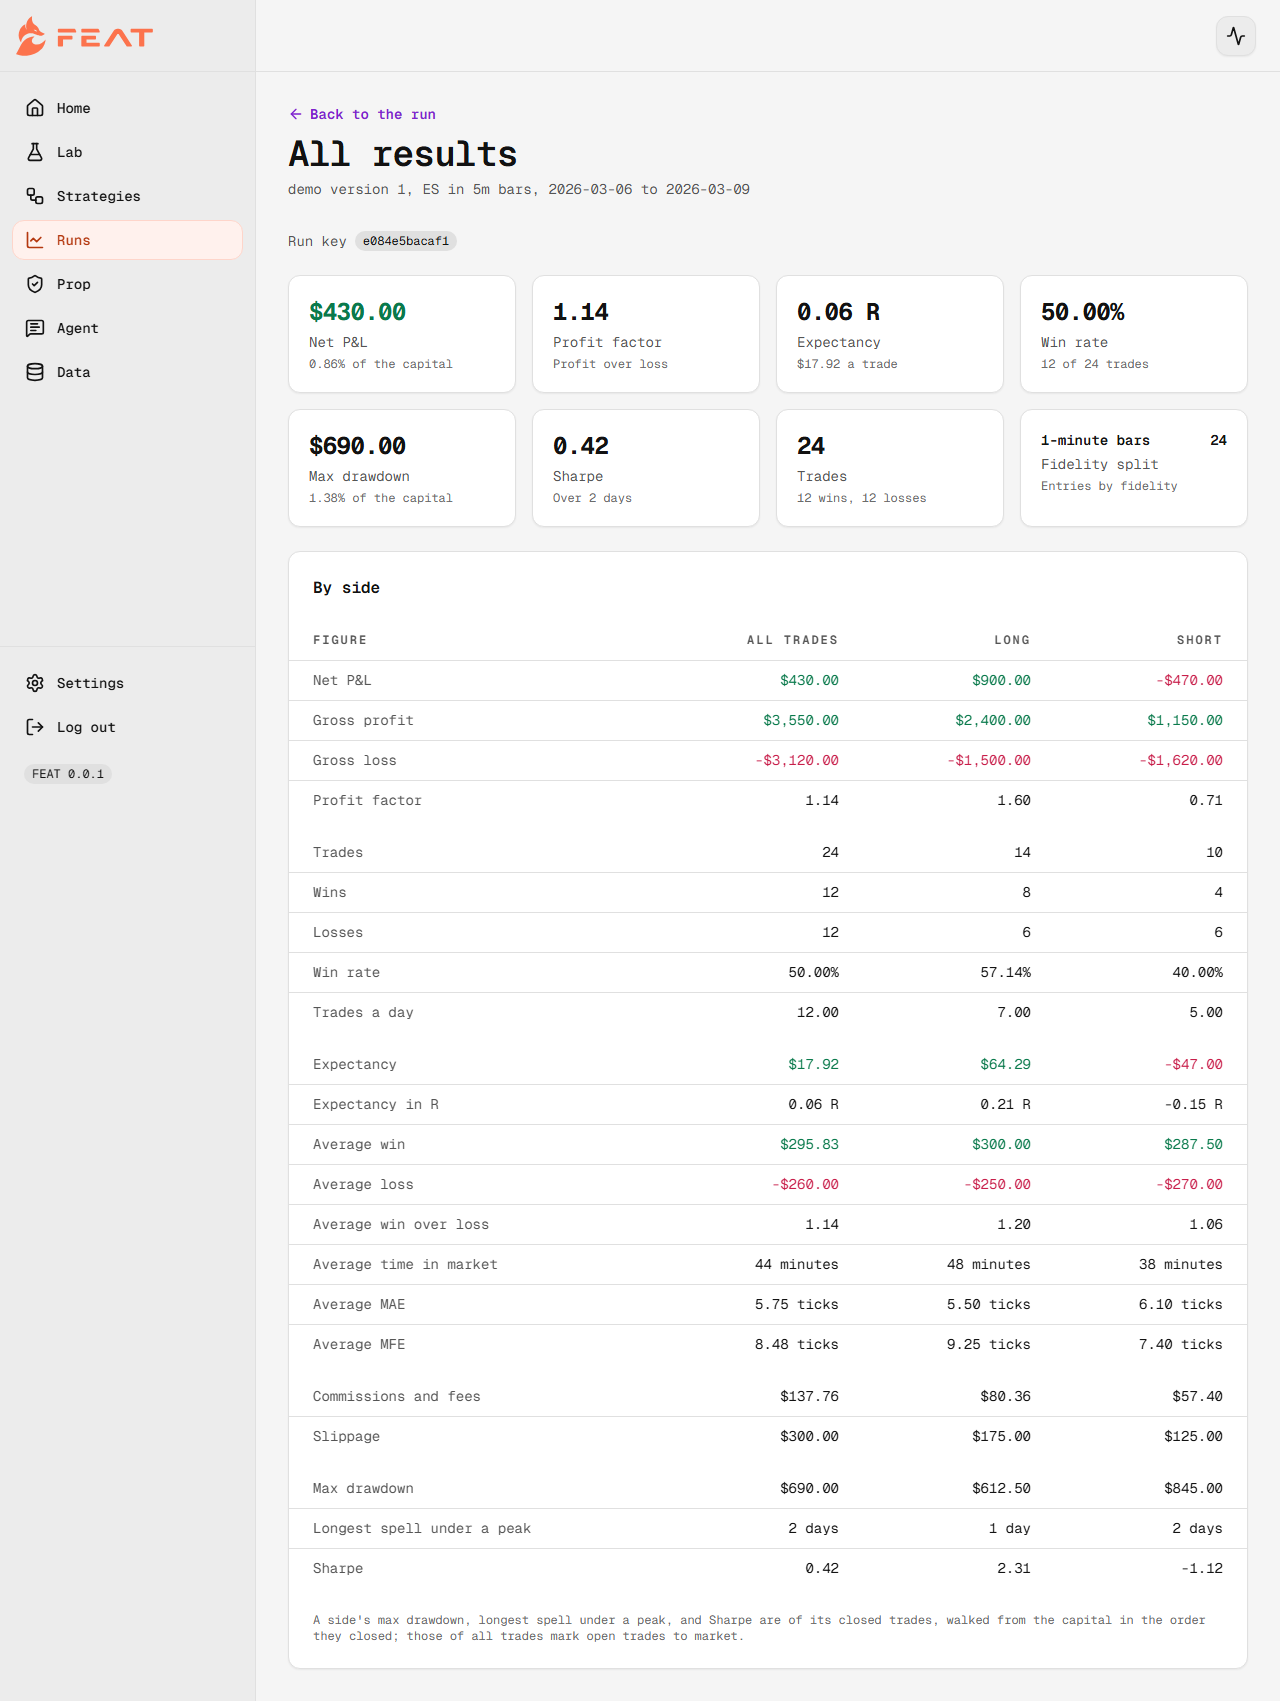 FEAT
Home
Lab
Strategies
Runs
Prop
Agent
Data
Settings
Log out
FEAT 0.0.1
Back to the run
All results
demo version 1, ES in 5m bars, 2026-03-06 to 2026-03-09
Run key e084e5bacaf1
$430.00
Net P&L
0.86% of the capital
1.14
Profit factor
Profit over loss
0.06 R
Expectancy
$17.92 a trade
50.00%
Win rate
12 of 24 trades
$690.00
Max drawdown
1.38% of the capital
0.42
Sharpe
Over 2 days
24
Trades
12 wins, 12 losses
1-minute bars 24
Fidelity split
Entries by fidelity
By side
FIGURE ALL TRADES LONG SHORT
Net P&L $430.00 $900.00 -$470.00
Gross profit $3,550.00 $2,400.00 $1,150.00
Gross loss -$3,120.00 -$1,500.00 -$1,620.00
Profit factor 1.14 1.60 0.71
Trades 24 14 10
Wins 12 8 4
Losses 12 6 6
Win rate 50.00% 57.14% 40.00%
Trades a day 12.00 7.00 5.00
Expectancy $17.92 $64.29 -$47.00
Expectancy in R 0.06 R 0.21 R -0.15 R
Average win $295.83 $300.00 $287.50
Average loss -$260.00 -$250.00 -$270.00
Average win over loss 1.14 1.20 1.06
Average time in market 44 minutes 48 minutes 38 minutes
Average MAE 5.75 ticks 5.50 ticks 6.10 ticks
Average MFE 8.48 ticks 9.25 ticks 7.40 ticks
Commissions and fees $137.76 $80.36 $57.40
Slippage $300.00 $175.00 $125.00
Max drawdown $690.00 $612.50 $845.00
Longest spell under a peak 2 days 1 day 2 days
Sharpe 0.42 2.31 -1.12
A side's max drawdown, longest spell under a peak, and Sharpe are of its closed trades, walked from the capital in the order
they closed; those of all trades mark open trades to market.